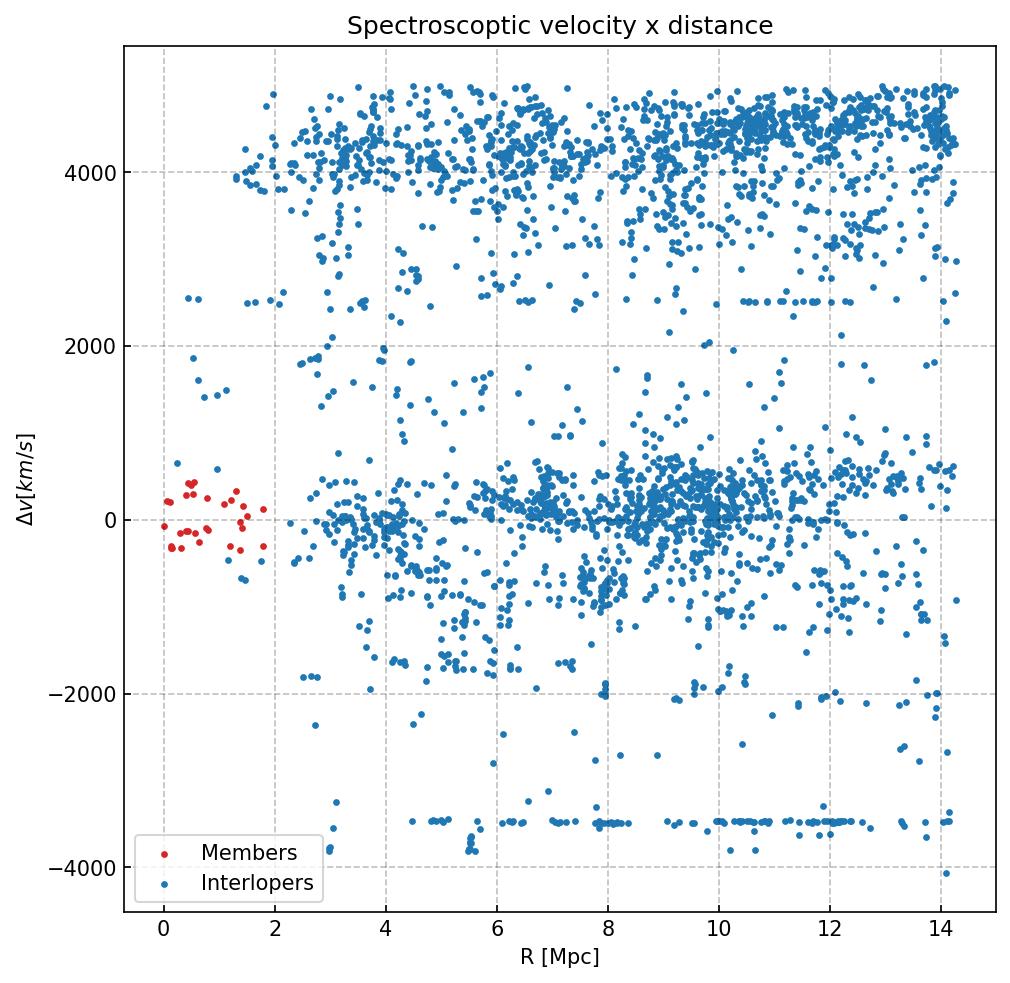 Spectroscoptic velocity x distance
4000
2000
0
−2000
−4000
Δv[km/s]
Members
Interlopers
0 2 4 6 8 10 12 14
R [Mpc]